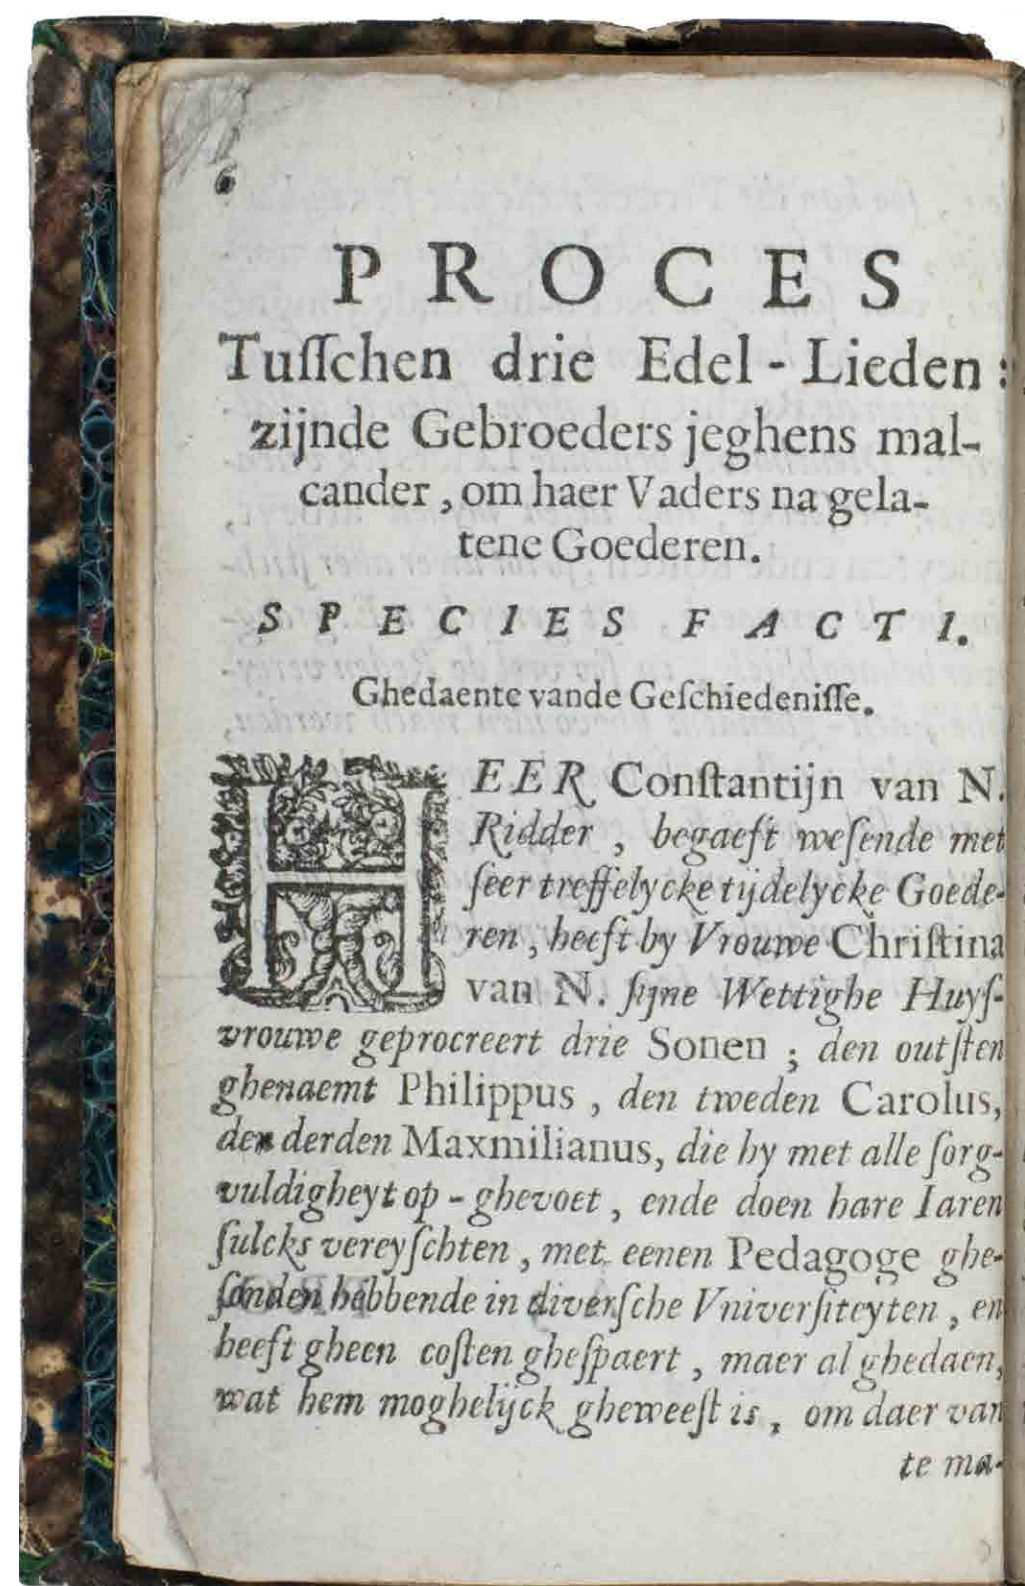 6
PROCES
Tuſſchen drie Edel-Lieden:
zijnde Gebroeders jeghens mal-
cander, om haer Vaders na gela-
tene Goederen.
SPECIES FACTI.
Ghedaente vande Geſchiedeniſſe.
HEER Conſtantijn van N.
Ridder, begaeft weſende met
ſeer treffelycke tijdelycke Goede-
ren, heeft by Vrouwe Chriſtina
van N. ſijne Wettighe Huyſ-
vrouwe geprocreert drie Sonen; den outſten
ghenaemt Philippus, den tweden Carolus,
den derden Maxmilianus, die hy met alle ſorg-
vuldigheyt op-ghevoet, ende doen hare Iaren
ſulcks vereyſchten, met eenen Pedagoge ghe-
ſonden hebbende in diverſche Vniverſiteyten, en
heeft gheen coſten gheſpaert, maer al ghedaen,
wat hem moghelijck gheweeſt is, om daer van
te ma-